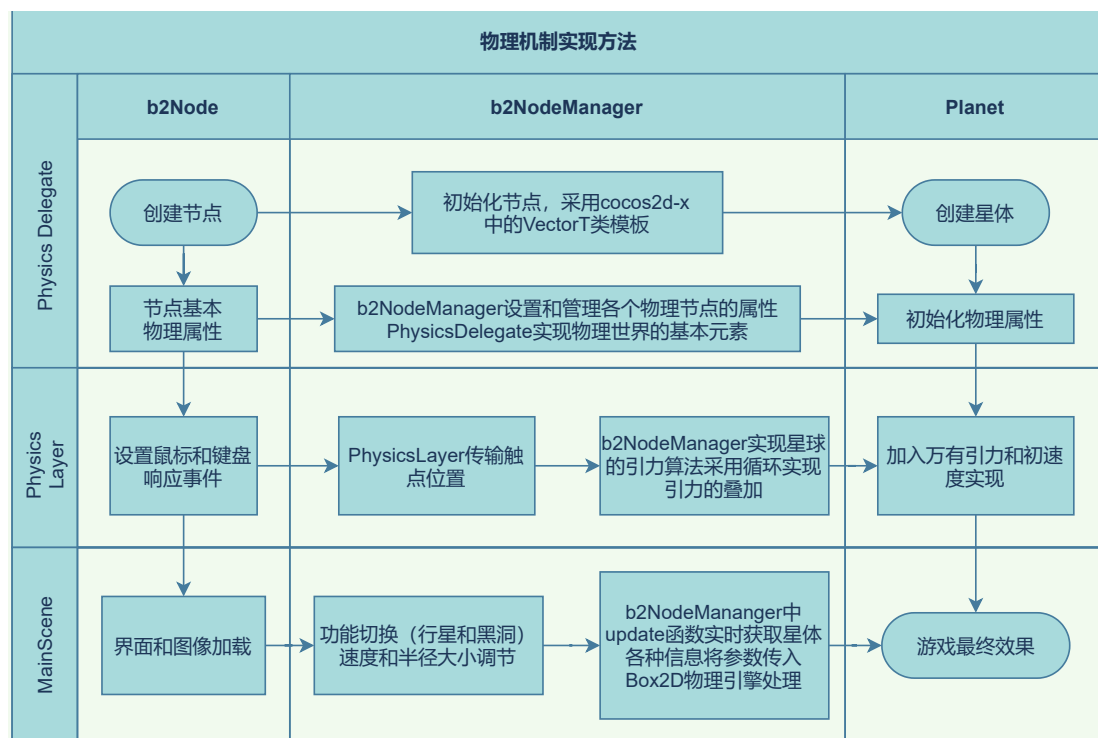 物理机制实现方法
b2Node
b2NodeManager
Planet
Physics Delegate
创建节点
初始化节点，采用cocos2d-x
中的VectorT类模板
创建星体
节点基本
物理属性
b2NodeManager设置和管理各个物理节点的属性
PhysicsDelegate实现物理世界的基本元素
初始化物理属性
Physics
Layer
设置鼠标和键盘
响应事件
PhysicsLayer传输触
点位置
b2NodeManager实现星球
的引力算法采用循环实现
引力的叠加
加入万有引力和初速
度实现
MainScene
界面和图像加载
功能切换（行星和黑洞）
速度和半径大小调节
b2NodeMananger中
update函数实时获取星体
各种信息将参数传入
Box2D物理引擎处理
游戏最终效果